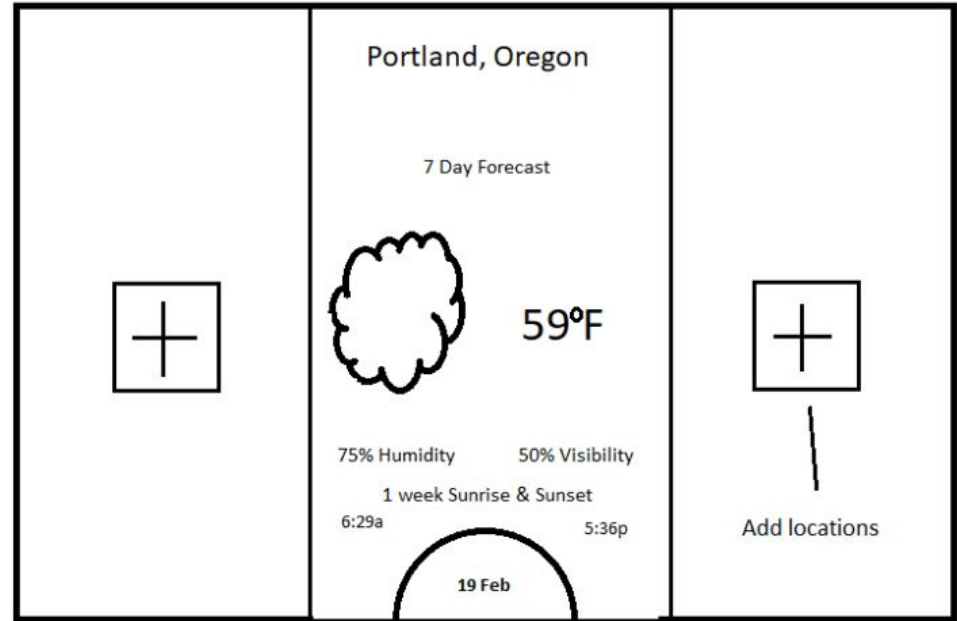 Portland, Oregon
7 Day Forecast
59°F
75% Humidity 50% Visibility
1 week Sunrise & Sunset
6:29a 5:36p
19 Feb
Add locations